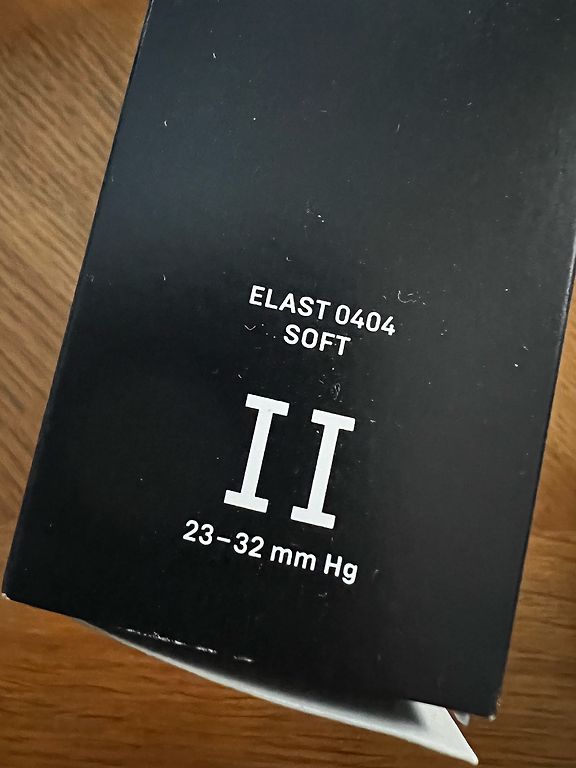 ELAST 0404
SOFT
II
23–32 mm Hg